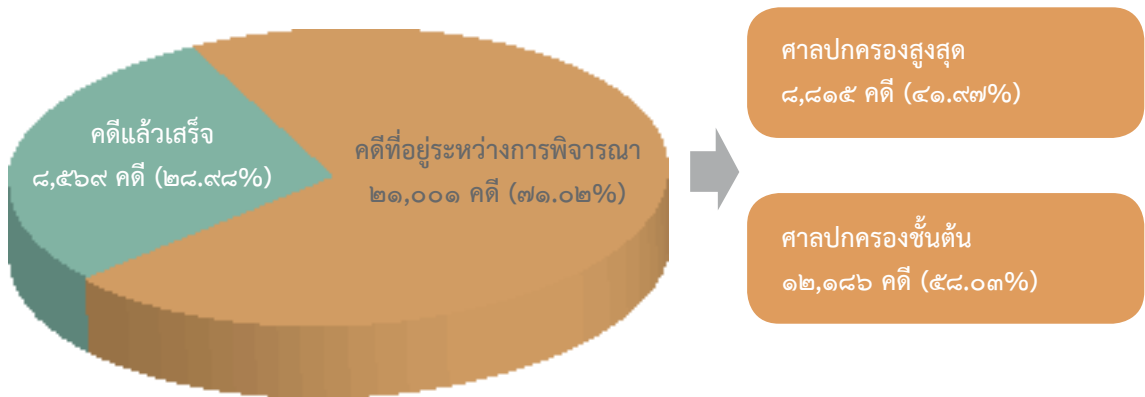 คดีแล้วเสร็จ
๘,๕๖๙ คดี (๒๘.๙๘%)
คดีที่อยู่ระหว่างการพิจารณา
๒๑,๐๐๑ คดี (๗๑.๐๒%)
ศาลปกครองสูงสุด
๘,๘๑๕ คดี (๔๑.๙๗%)
ศาลปกครองชั้นต้น
๑๒,๑๘๖ คดี (๕๘.๐๓%)